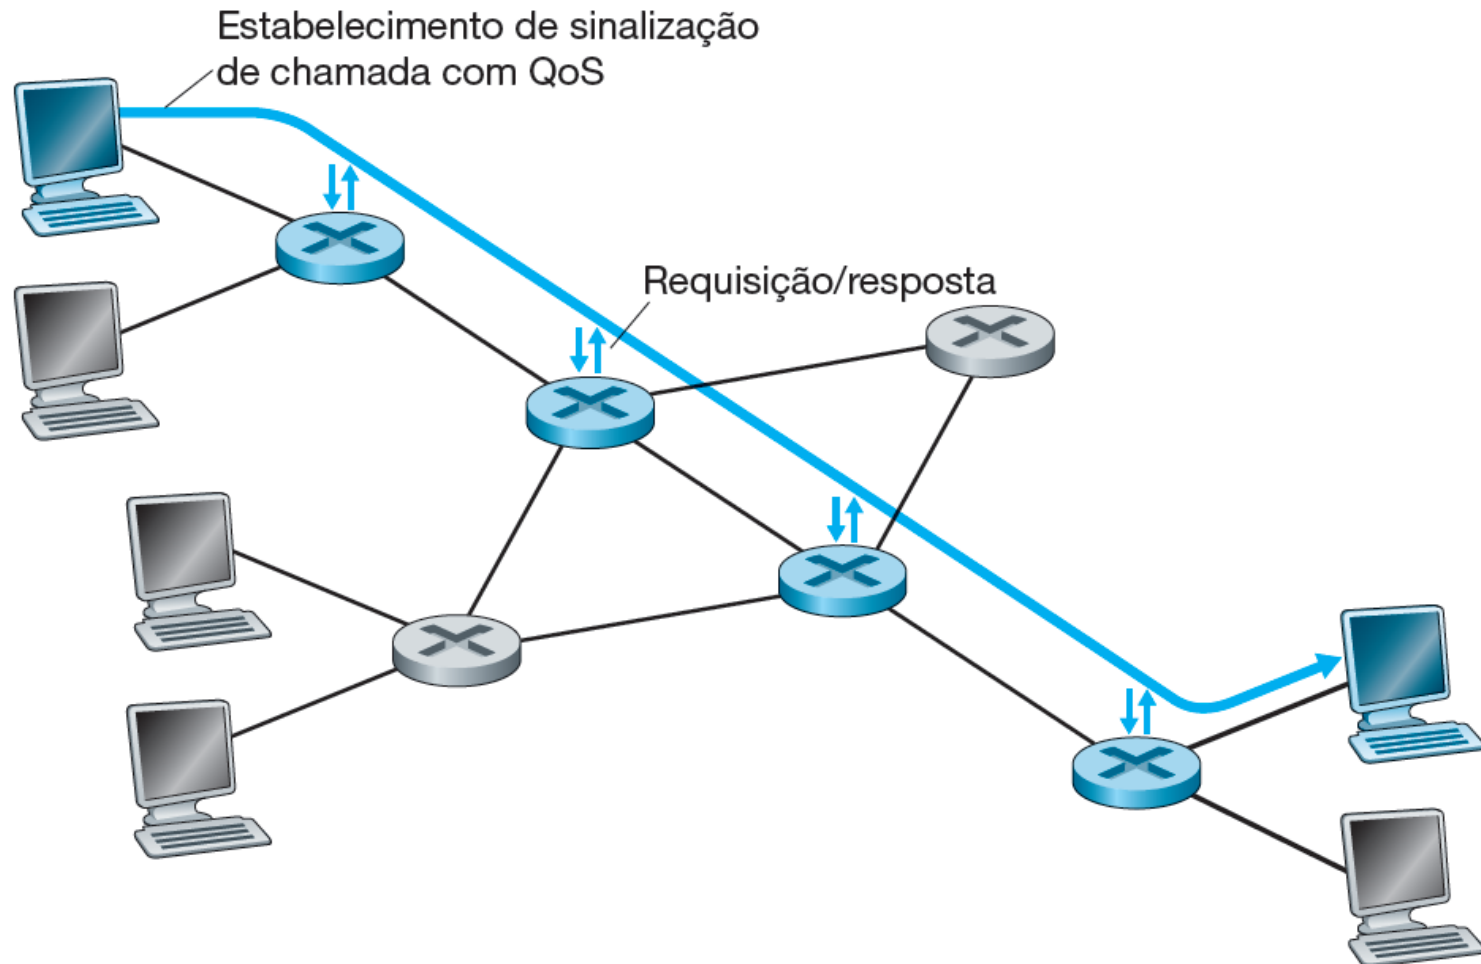 Estabelecimento de sinalização
de chamada com QoS
Requisição/resposta